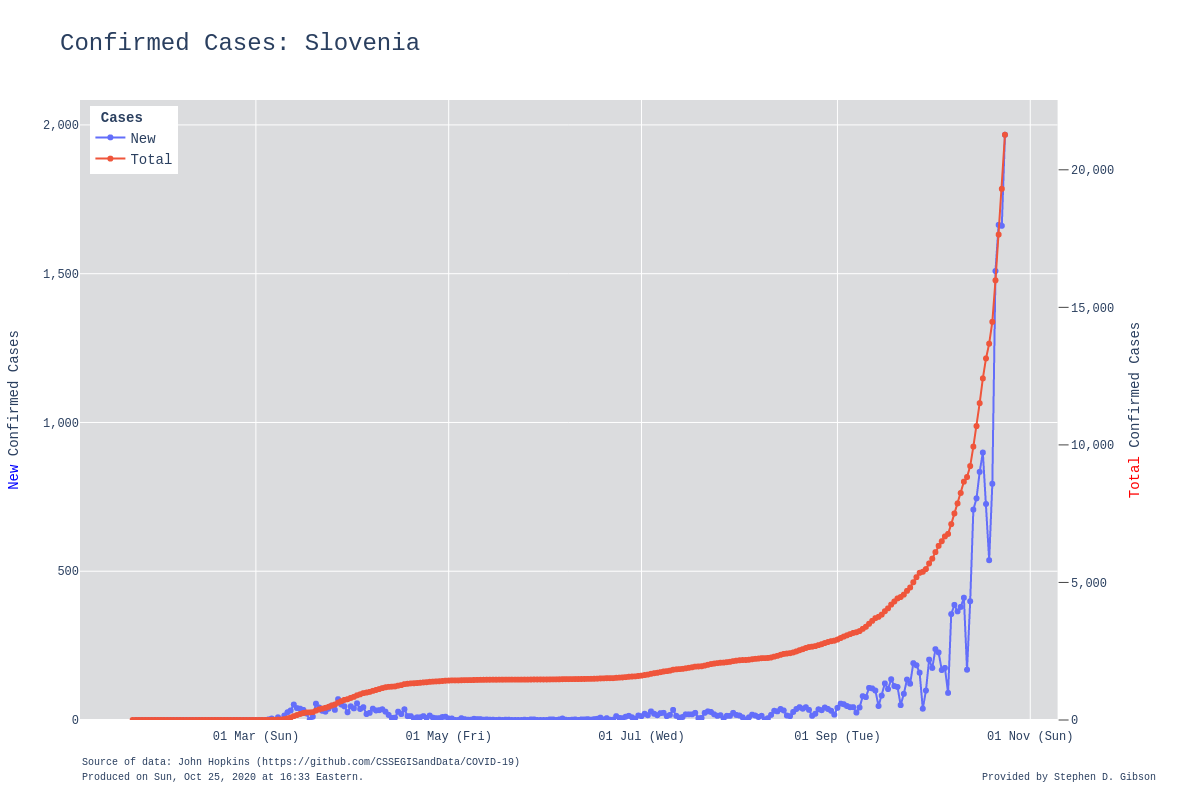 Confirmed Cases: Slovenia
Cases
New
Total
2,000
1,500
1,000
500
0
20,000
15,000
10,000
5,000
0
New Confirmed Cases
Total Confirmed Cases
01 Mar (Sun)
01 May (Fri)
01 Jul (Wed)
01 Sep (Tue)
01 Nov (Sun)
Source of data: John Hopkins (https://github.com/CSSEGISandData/COVID-19)
Produced on Sun, Oct 25, 2020 at 16:33 Eastern.
Provided by Stephen D. Gibson